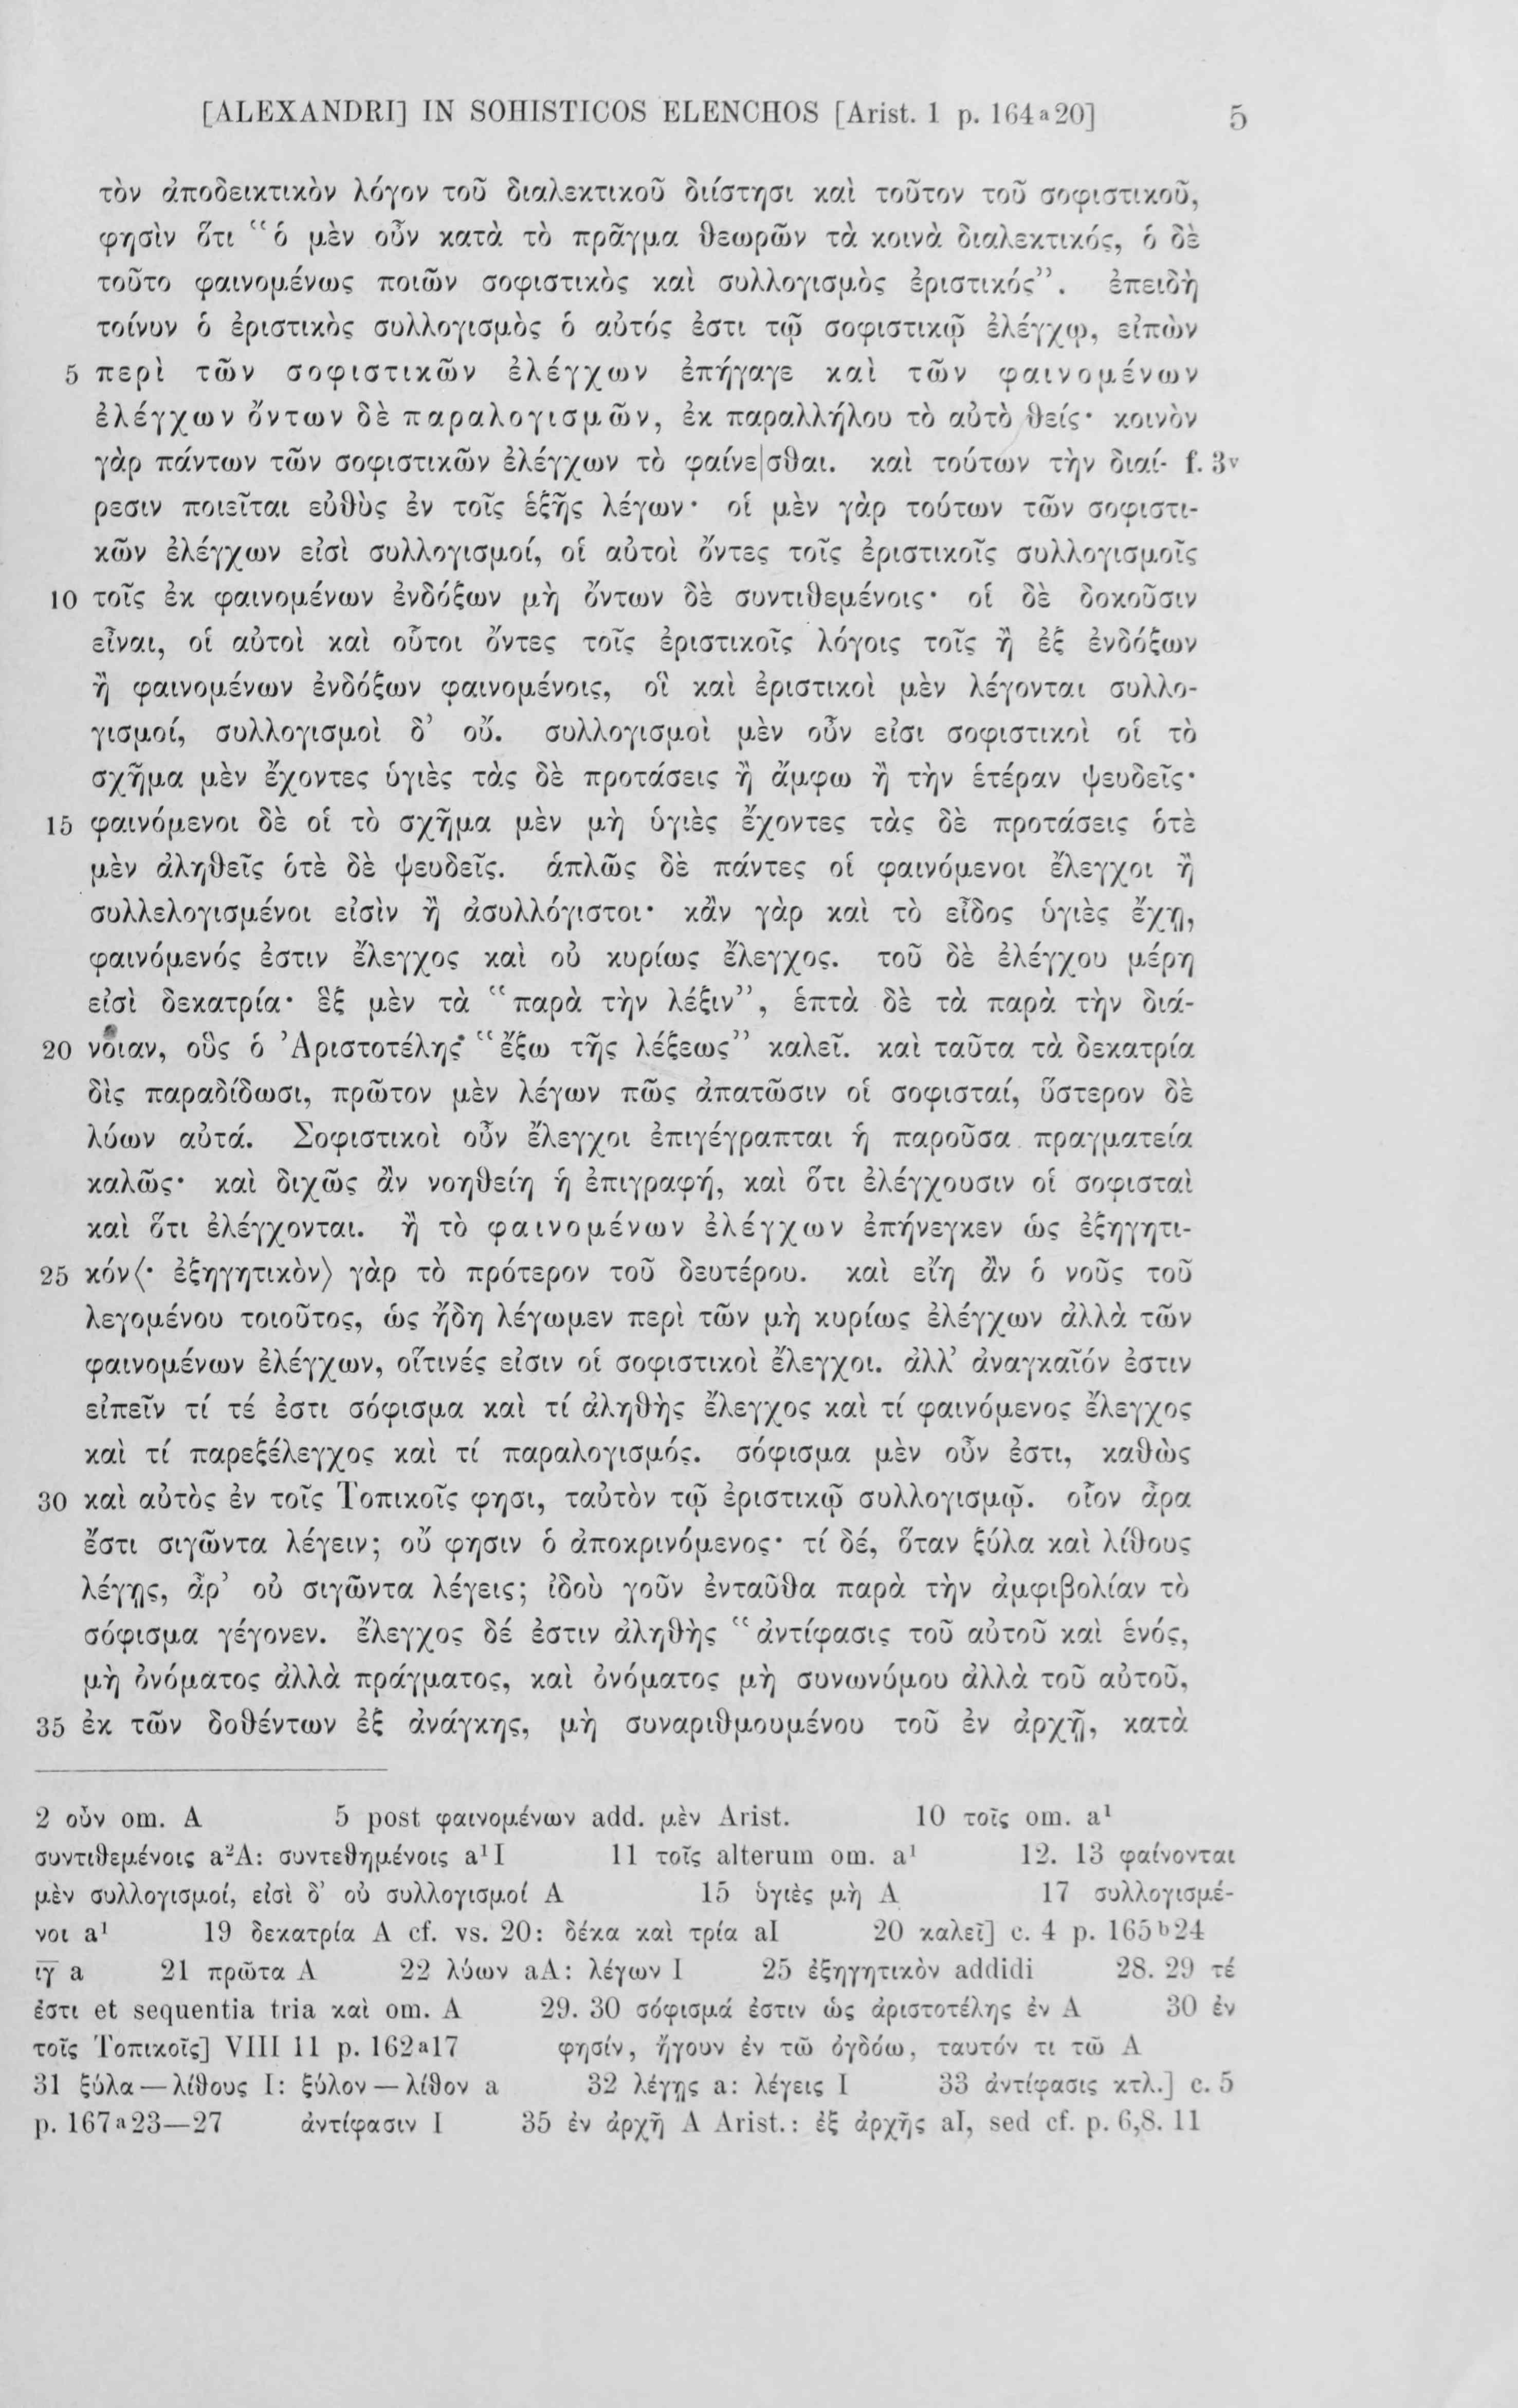 [ALEXANDRI] IN SOHISTICOS ELENCHOS [Arist. 1 p. 164ᵃ20] 5
τὸν ἀποδεικτικὸν λόγον τοῦ διαλεκτικοῦ διίστησι καὶ τοῦτον τοῦ σοφιστικοῦ,
φησὶν ὅτι “ὁ μὲν οὖν κατὰ τὸ πρᾶγμα θεωρῶν τὰ κοινὰ διαλεκτικός, ὁ δὲ
τοῦτο φαινομένως ποιῶν σοφιστικὸς καὶ συλλογισμὸς ἐριστικός”. ἐπειδὴ
τοίνυν ὁ ἐριστικὸς συλλογισμὸς ὁ αὐτός ἐστι τῷ σοφιστικῷ ἐλέγχῳ, εἰπὼν
5 περὶ τῶν σοφιστικῶν ἐλέγχων ἐπήγαγε καὶ τῶν φαινομένων
ἐλέγχων ὄντων δὲ παραλογισμῶν, ἐκ παραλλήλου τὸ αὐτὸ θείς· κοινὸν
γὰρ πάντων τῶν σοφιστικῶν ἐλέγχων τὸ φαίνε|σθαι. καὶ τούτων τὴν διαί- f. 3ᵛ
ρεσιν ποιεῖται εὐθὺς ἐν τοῖς ἑξῆς λέγων· οἱ μὲν γὰρ τούτων τῶν σοφιστι-
κῶν ἐλέγχων εἰσὶ συλλογισμοί, οἱ αὐτοὶ ὄντες τοῖς ἐριστικοῖς συλλογισμοῖς
10 τοῖς ἐκ φαινομένων ἐνδόξων μὴ ὄντων δὲ συντιθεμένοις· οἱ δὲ δοκοῦσιν
εἶναι, οἱ αὐτοὶ καὶ οὗτοι ὄντες τοῖς ἐριστικοῖς λόγοις τοῖς ἢ ἐξ ἐνδόξων
ἢ φαινομένων ἐνδόξων φαινομένοις, οἳ καὶ ἐριστικοὶ μὲν λέγονται συλλο-
γισμοί, συλλογισμοὶ δ’ οὔ. συλλογισμοὶ μὲν οὖν εἰσι σοφιστικοὶ οἱ τὸ
σχῆμα μὲν ἔχοντες ὑγιὲς τὰς δὲ προτάσεις ἢ ἄμφω ἢ τὴν ἑτέραν ψευδεῖς·
15 φαινόμενοι δὲ οἱ τὸ σχῆμα μὲν μὴ ὑγιὲς ἔχοντες τὰς δὲ προτάσεις ὁτὲ
μὲν ἀληθεῖς ὁτὲ δὲ ψευδεῖς. ἁπλῶς δὲ πάντες οἱ φαινόμενοι ἔλεγχοι ἢ
συλλελογισμένοι εἰσὶν ἢ ἀσυλλόγιστοι· κἂν γὰρ καὶ τὸ εἶδος ὑγιὲς ἔχῃ,
φαινόμενός ἐστιν ἔλεγχος καὶ οὐ κυρίως ἔλεγχος. τοῦ δὲ ἐλέγχου μέρη
εἰσὶ δεκατρία· ἓξ μὲν τὰ “παρὰ τὴν λέξιν”, ἑπτὰ δὲ τὰ παρὰ τὴν διά-
20 νοιαν, οὓς ὁ Ἀριστοτέλης “ἔξω τῆς λέξεως” καλεῖ. καὶ ταῦτα τὰ δεκατρία
δὶς παραδίδωσι, πρῶτον μὲν λέγων πῶς ἀπατῶσιν οἱ σοφισταί, ὕστερον δὲ
λύων αὐτά. Σοφιστικοὶ οὖν ἔλεγχοι ἐπιγέγραπται ἡ παροῦσα πραγματεία
καλῶς· καὶ διχῶς ἂν νοηθείη ἡ ἐπιγραφή, καὶ ὅτι ἐλέγχουσιν οἱ σοφισταὶ
καὶ ὅτι ἐλέγχονται. ἢ τὸ φαινομένων ἐλέγχων ἐπήνεγκεν ὡς ἐξηγητι-
25 κόν⟨· ἐξηγητικὸν⟩ γὰρ τὸ πρότερον τοῦ δευτέρου. καὶ εἴη ἂν ὁ νοῦς τοῦ
λεγομένου τοιοῦτος, ὡς ἤδη λέγωμεν περὶ τῶν μὴ κυρίως ἐλέγχων ἀλλὰ τῶν
φαινομένων ἐλέγχων, οἵτινές εἰσιν οἱ σοφιστικοὶ ἔλεγχοι. ἀλλ’ ἀναγκαῖόν ἐστιν
εἰπεῖν τί τέ ἐστι σόφισμα καὶ τί ἀληθὴς ἔλεγχος καὶ τί φαινόμενος ἔλεγχος
καὶ τί παρεξέλεγχος καὶ τί παραλογισμός. σόφισμα μὲν οὖν ἐστι, καθὼς
30 καὶ αὐτὸς ἐν τοῖς Τοπικοῖς φησι, ταὐτὸν τῷ ἐριστικῷ συλλογισμῷ. οἷον ἆρα
ἔστι σιγῶντα λέγειν; οὔ φησιν ὁ ἀποκρινόμενος· τί δέ, ὅταν ξύλα καὶ λίθους
λέγῃς, ἆρ’ οὐ σιγῶντα λέγεις; ἰδοὺ γοῦν ἐνταῦθα παρὰ τὴν ἀμφιβολίαν τὸ
σόφισμα γέγονεν. ἔλεγχος δέ ἐστιν ἀληθὴς “ἀντίφασις τοῦ αὐτοῦ καὶ ἑνός,
μὴ ὀνόματος ἀλλὰ πράγματος, καὶ ὀνόματος μὴ συνωνύμου ἀλλὰ τοῦ αὐτοῦ,
35 ἐκ τῶν δοθέντων ἐξ ἀνάγκης, μὴ συναριθμουμένου τοῦ ἐν ἀρχῇ, κατὰ
2 οὖν om. A 5 post φαινομένων add. μὲν Arist. 10 τοῖς om. a¹
συντιθεμένοις a²A: συντεθημένοις a¹I 11 τοῖς alterum om. a¹ 12. 13 φαίνονται
μὲν συλλογισμοί, εἰσὶ δ’ οὐ συλλογισμοί A 15 ὑγιὲς μὴ A 17 συλλογισμέ-
νοι a¹ 19 δεκατρία A cf. vs. 20: δέκα καὶ τρία aI 20 καλεῖ] c. 4 p. 165ᵇ24
ιγ a 21 πρῶτα A 22 λύων aA: λέγων I 25 ἐξηγητικὸν addidi 28. 29 τέ
ἐστι et sequentia tria καὶ om. A 29. 30 σόφισμά ἐστιν ὡς ἀριστοτέλης ἐν A 30 ἐν
τοῖς Τοπικοῖς] VIII 11 p. 162ᵃ17 φησίν, ἤγουν ἐν τῶ ὀγδόω, ταυτόν τι τῶ A
31 ξύλα — λίθους I: ξύλον — λίθον a 32 λέγῃς a: λέγεις I 33 ἀντίφασις κτλ.] c. 5
p. 167ᵃ23—27 ἀντίφασιν I 35 ἐν ἀρχῆ A Arist.: ἐξ ἀρχῆς aI, sed cf. p. 6,8. 11